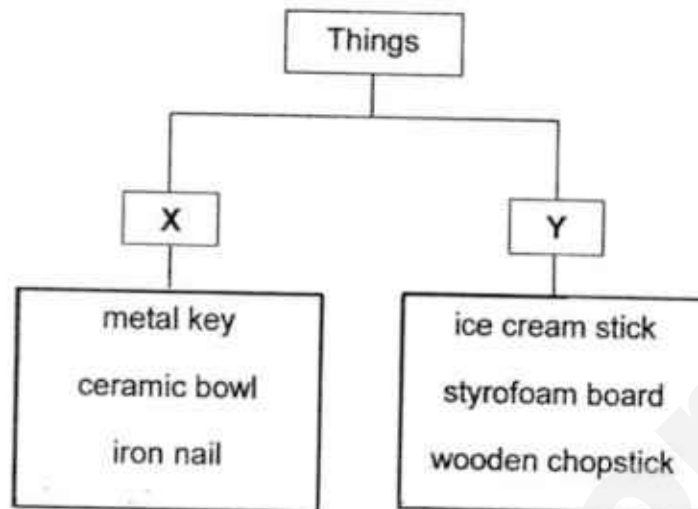 Things
X
Y
metal key
ceramic bowl
iron nail
ice cream stick
styrofoam board
wooden chopstick